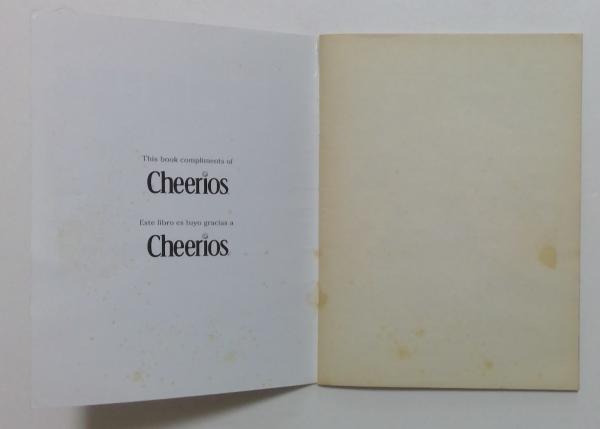 This book compliments of
Cheerios
Este libro es tuyo gracias a
Cheerios